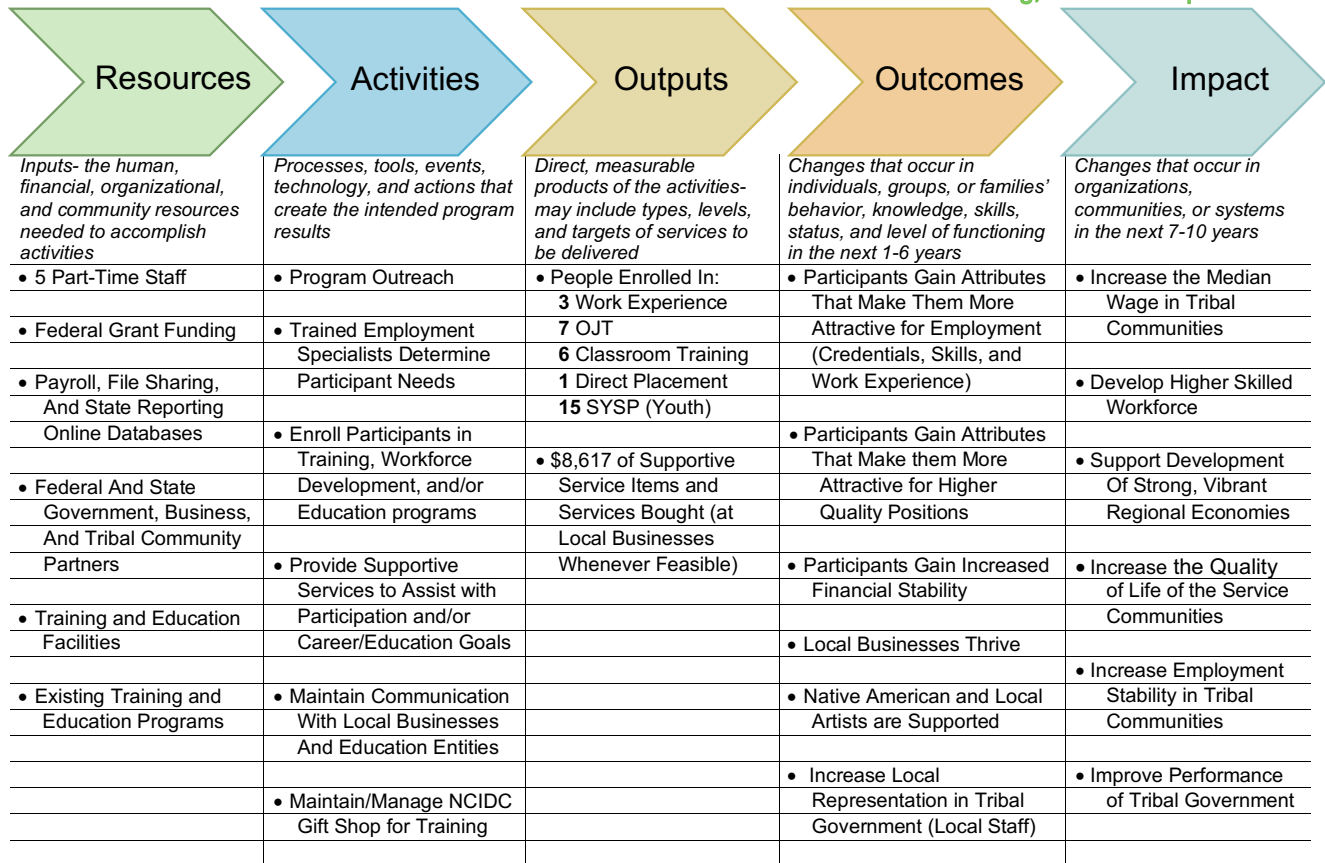 Resources
Activities
Outputs
Outcomes
Impact
Inputs- the human,
financial, organizational,
and community resources
needed to accomplish
activities
Processes, tools, events,
technology, and actions that
create the intended program
results
Direct, measurable
products of the activities-
may include types, levels,
and targets of services to
be delivered
Changes that occur in
individuals, groups, or families'
behavior, knowledge, skills,
status, and level of functioning
in the next 1-6 years
Changes that occur in
organizations,
communities, or systems
in the next 7-10 years
• 5 Part-Time Staff
• Federal Grant Funding
• Payroll, File Sharing,
And State Reporting
Online Databases
• Federal And State
Government, Business,
And Tribal Community
Partners
• Training and Education
Facilities
• Existing Training and
Education Programs
• Program Outreach
• Trained Employment
Specialists Determine
Participant Needs
• Enroll Participants in
Training, Workforce
Development, and/or
Education programs
• Provide Supportive
Services to Assist with
Participation and/or
Career/Education Goals
• Maintain Communication
With Local Businesses
And Education Entities
• Maintain/Manage NCIDC
Gift Shop for Training
• People Enrolled In:
3 Work Experience
7 OJT
6 Classroom Training
1 Direct Placement
15 SYSP (Youth)
• $8,617 of Supportive
Service Items and
Services Bought (at
Local Businesses
Whenever Feasible)
• Participants Gain Attributes
That Make Them More
Attractive for Employment
(Credentials, Skills, and
Work Experience)
• Participants Gain Attributes
That Make them More
Attractive for Higher
Quality Positions
• Participants Gain Increased
Financial Stability
• Local Businesses Thrive
• Native American and Local
Artists are Supported
• Increase Local
Representation in Tribal
Government (Local Staff)
• Increase the Median
Wage in Tribal
Communities
• Develop Higher Skilled
Workforce
• Support Development
Of Strong, Vibrant
Regional Economies
• Increase the Quality
of Life of the Service
Communities
• Increase Employment
Stability in Tribal
Communities
• Improve Performance
of Tribal Government